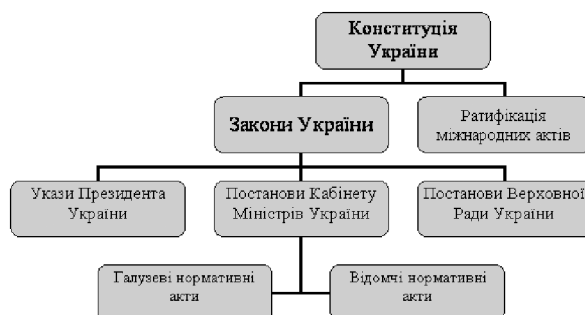 Конституція
України
Закони України
Ратифікація
міжнародних актів
Укази Президента
України
Постанови Кабінету
Міністрів України
Постанови Верховної
Ради України
Галузеві нормативні
акти
Відомчі нормативні
акти